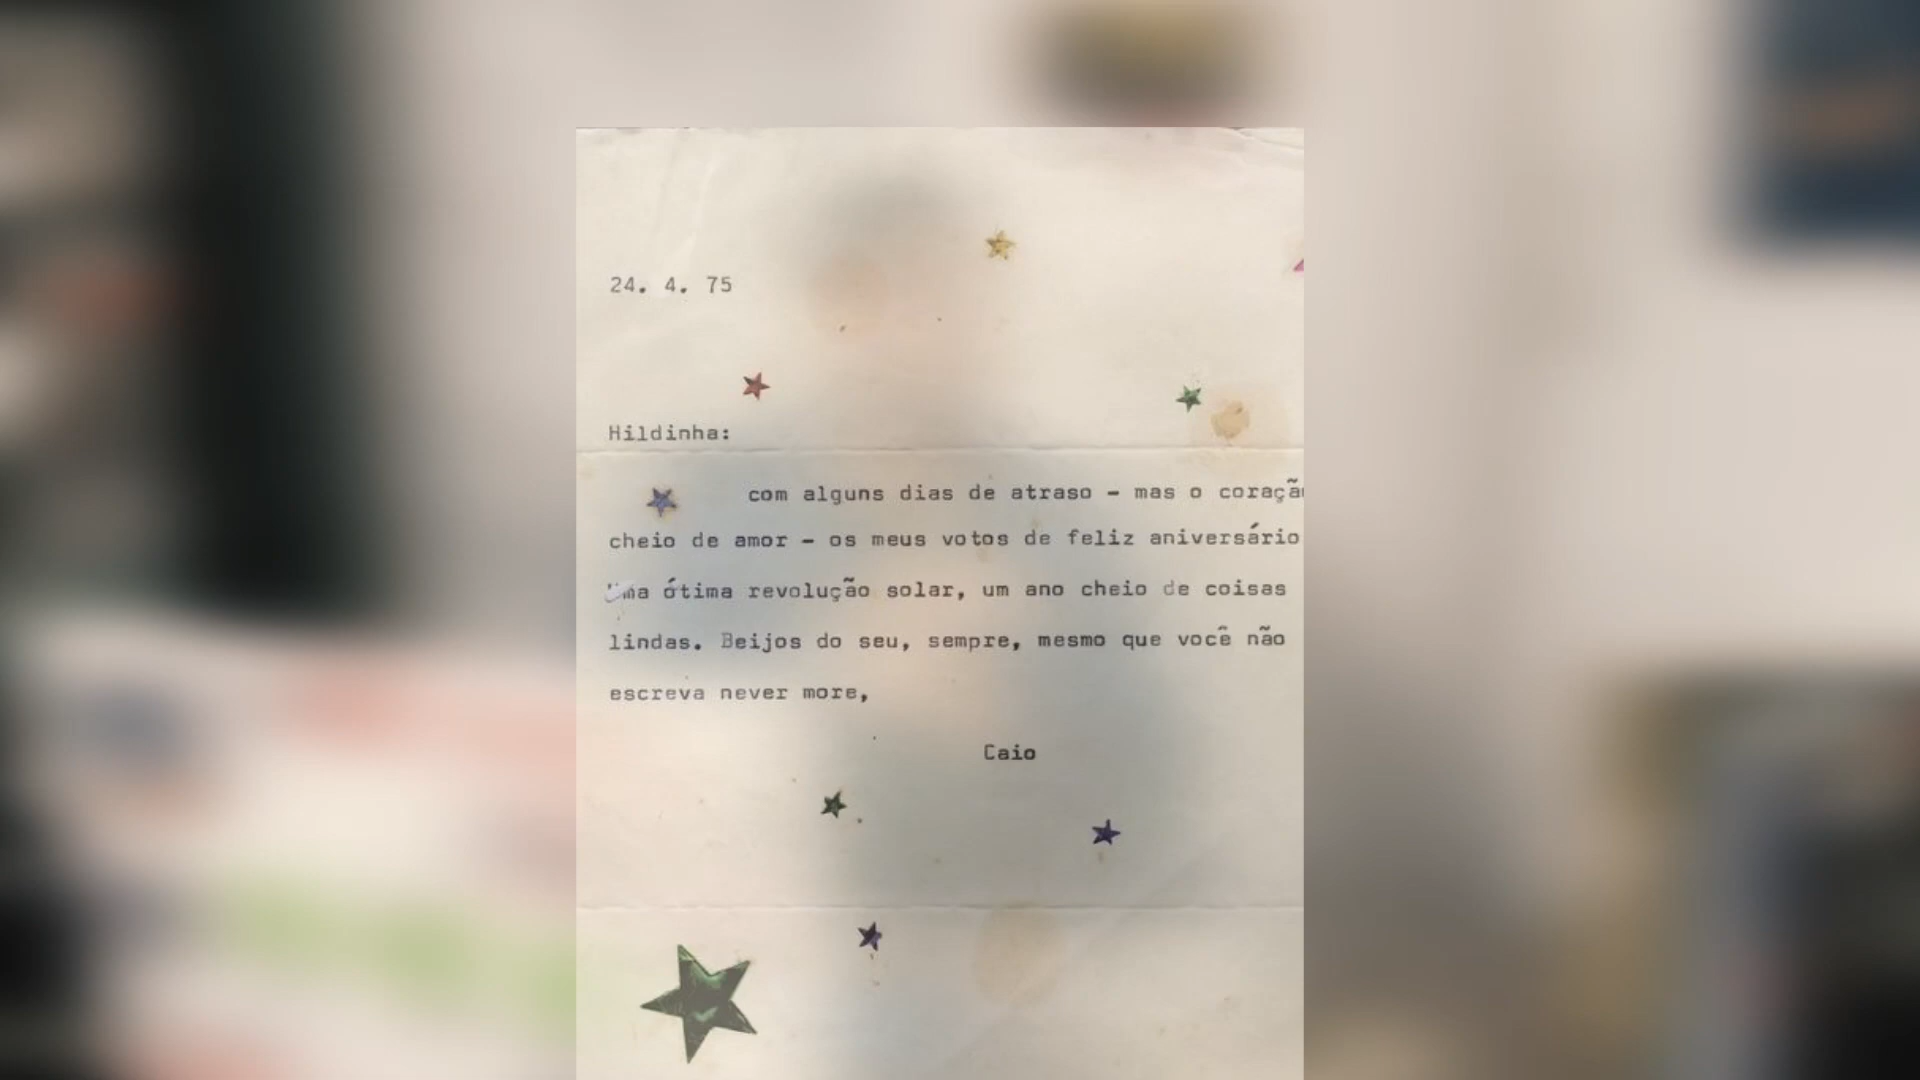 24. 4. 75
Hildinha:
com alguns dias de atraso - mas o coraçã
cheio de amor - os meus votos de feliz aniversário
Uma ótima revolução solar, um ano cheio de coisas
lindas. Beijos do seu, sempre, mesmo que você não
escreva never more,
Caio